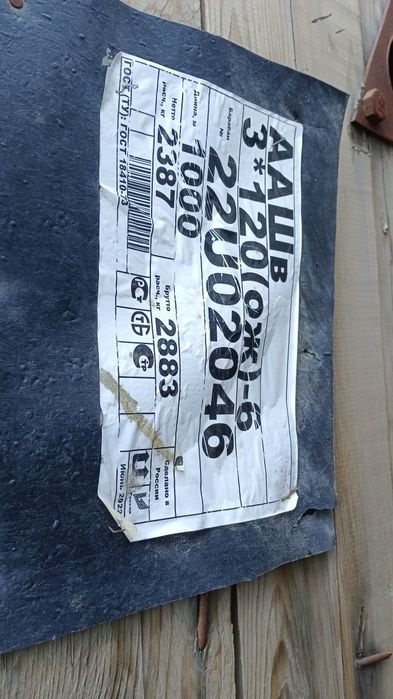 ААШв
3*120(ож)-6
Барабан № 22U02046
Длина, м 1000
Нетто расч., кг 2387
Брутто расч., кг 2883
ГОСТ(ТУ): ГОСТ 18410-73
Сделано в России
Июнь 2022